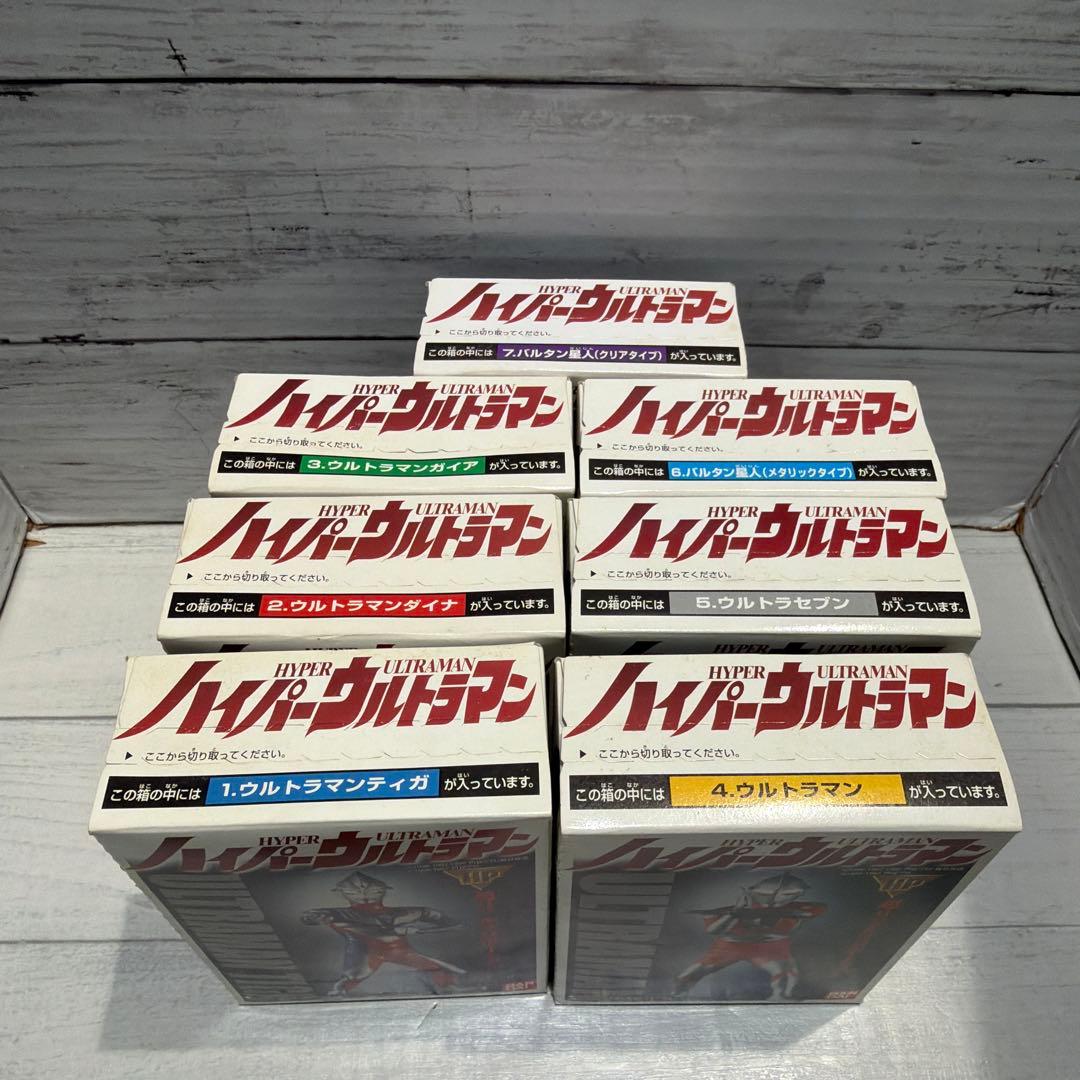 HYPER ULTRAMAN
ハイパーウルトラマン
ここから切り取ってください。
この箱の中には 7.バルタン星人(クリアタイプ) が入っています。
HYPER ULTRAMAN
ハイパーウルトラマン
ここから切り取ってください。
この箱の中には 3.ウルトラマンガイア が入っています。
HYPER ULTRAMAN
ハイパーウルトラマン
ここから切り取ってください。
この箱の中には 6.バルタン星人(メタリックタイプ) が入っています。
HYPER ULTRAMAN
ハイパーウルトラマン
ここから切り取ってください。
この箱の中には 2.ウルトラマンダイナ が入っています。
HYPER ULTRAMAN
ハイパーウルトラマン
ここから切り取ってください。
この箱の中には 5.ウルトラセブン が入っています。
HYPER ULTRAMAN
ハイパーウルトラマン
ここから切り取ってください。
この箱の中には 1.ウルトラマンティガ が入っています。
HYPER ULTRAMAN
ハイパーウルトラマン
HYPER ULTRAMAN
ハイパーウルトラマン
ここから切り取ってください。
この箱の中には 4.ウルトラマン が入っています。
HYPER ULTRAMAN
ハイパーウルトラマン